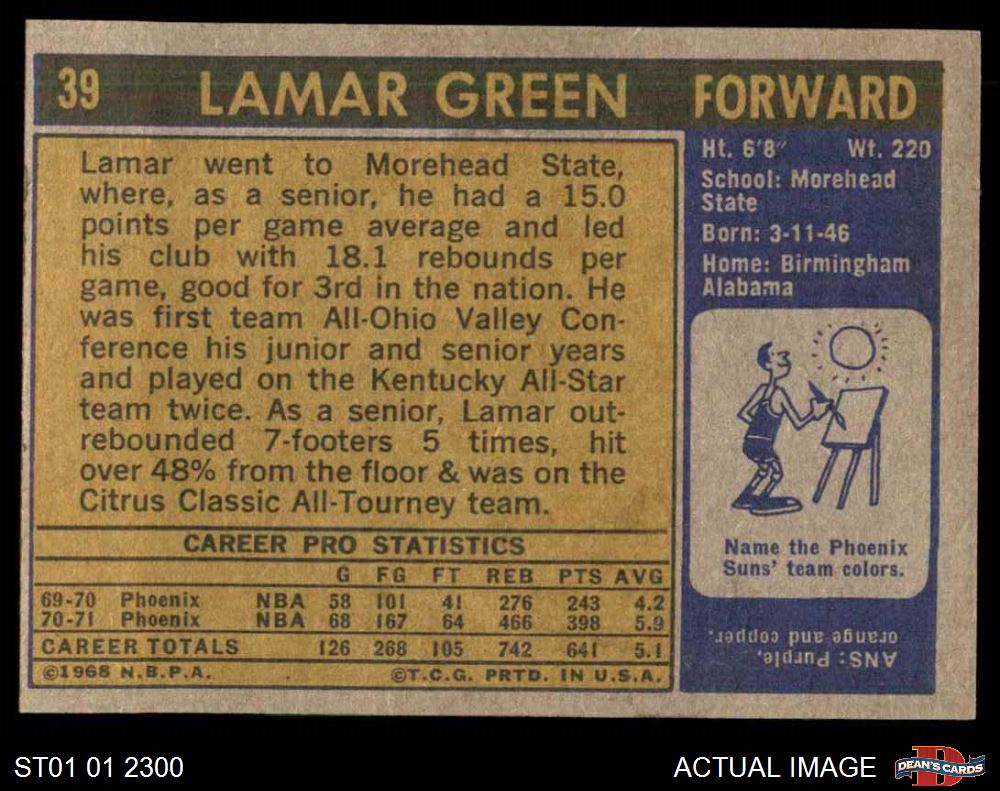 39 LAMAR GREEN FORWARD
Lamar went to Morehead State,
where, as a senior, he had a 15.0
points per game average and led
his club with 18.1 rebounds per
game, good for 3rd in the nation. He
was first team All-Ohio Valley Con-
ference his junior and senior years
and played on the Kentucky All-Star
team twice. As a senior, Lamar out-
rebounded 7-footers 5 times, hit
over 48% from the floor & was on the
Citrus Classic All-Tourney team.
Ht. 6'8" Wt. 220
School: Morehead
State
Born: 3-11-46
Home: Birmingham
Alabama
Name the Phoenix
Suns' team colors.
ANS: Purple,
orange and copper.
CAREER PRO STATISTICS
G FG FT REB PTS AVG
69-70 Phoenix NBA 58 101 41 276 243 4.2
70-71 Phoenix NBA 68 167 64 466 398 5.9
CAREER TOTALS 126 268 105 742 641 5.1
©1968 N.B.P.A. ©T.C.G. PRTD. IN U.S.A.
ST01 01 2300 ACTUAL IMAGE DEAN'S CARDS